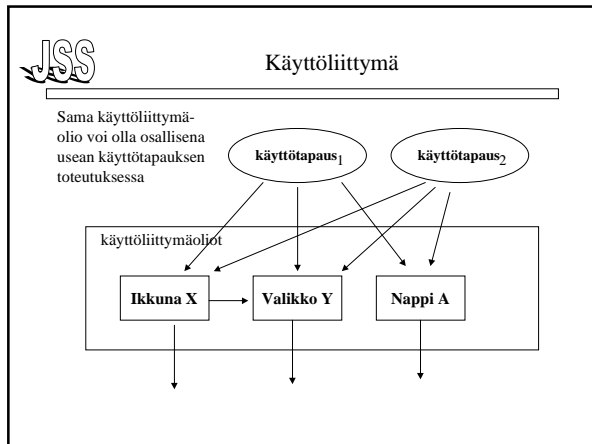 JSS
Käyttöliittymä
Sama käyttöliittymä-
olio voi olla osallisena
usean käyttötapauksen
toteutuksessa
käyttötapaus1
käyttötapaus2
käyttöliittymäoliot
Ikkuna X
Valikko Y
Nappi A